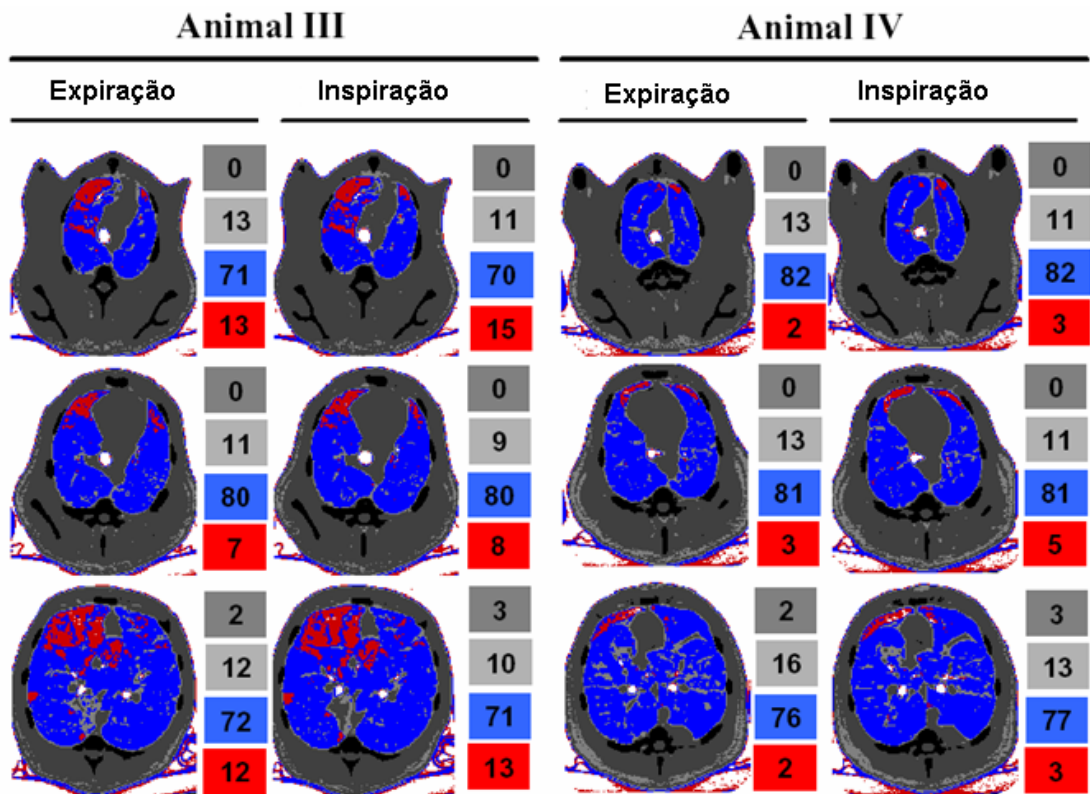 Animal III Animal IV
Expiração Inspiração Expiração Inspiração
0 0 0 0
13 11 13 11
71 70 82 82
13 15 2 3
0 0 0 0
11 9 13 11
80 80 81 81
7 8 3 5
2 3 2 3
12 10 16 13
72 71 76 77
12 13 2 3